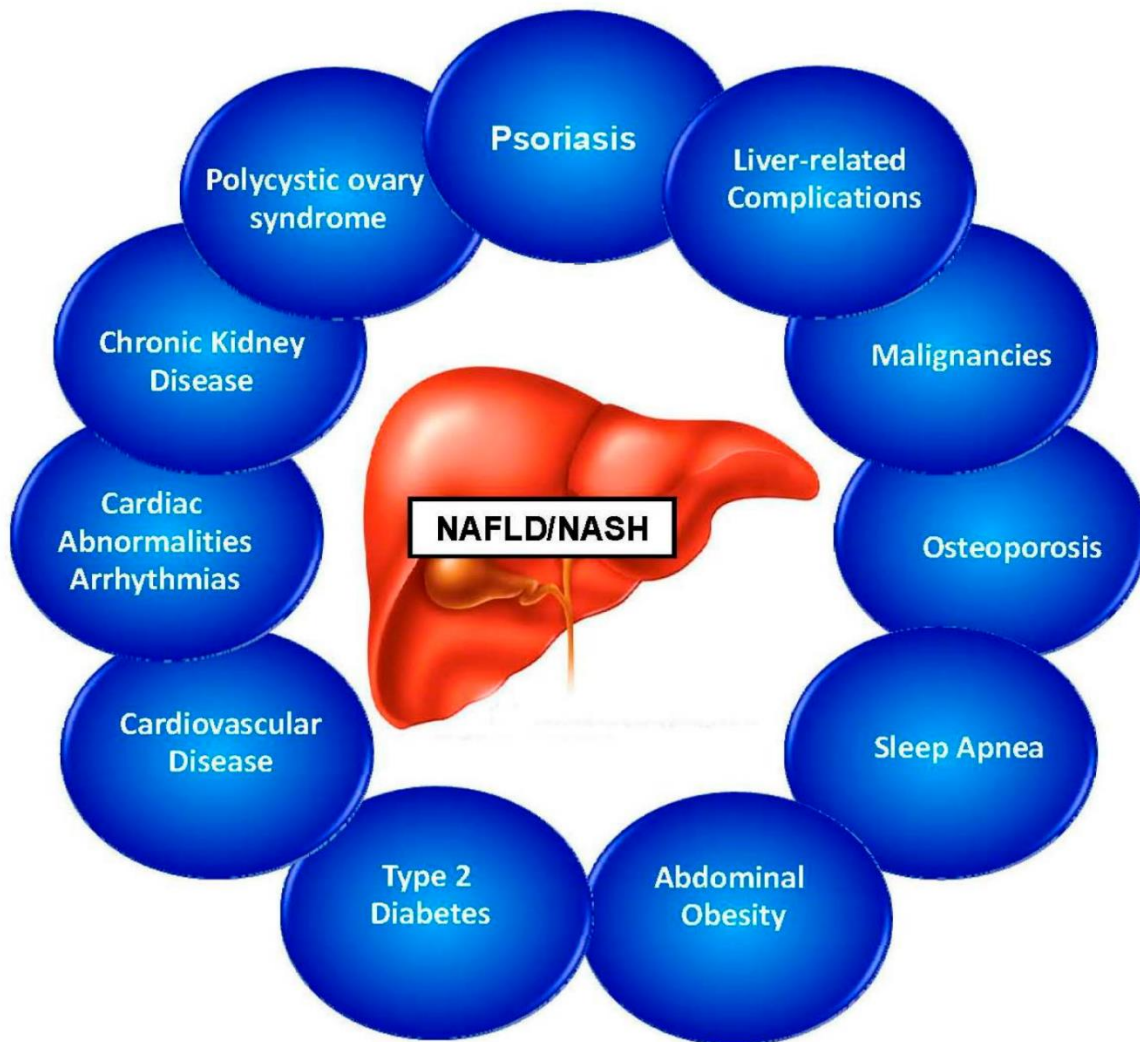 Psoriasis
Liver-related
Complications
Malignancies
Osteoporosis
Sleep Apnea
Abdominal
Obesity
Type 2
Diabetes
Cardiovascular
Disease
Cardiac
Abnormalities
Arrhythmias
Chronic Kidney
Disease
Polycystic ovary
syndrome
NAFLD/NASH